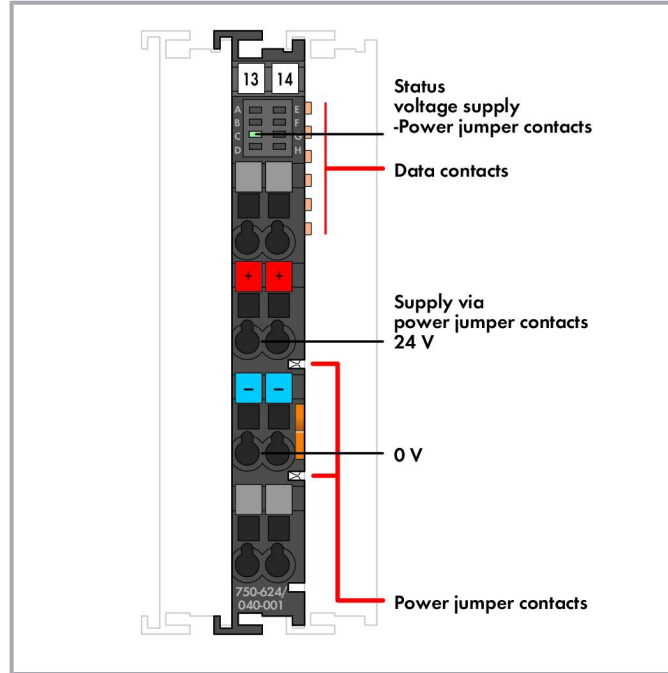 13 14
A E
B F
C G
D H
Status
voltage supply
-Power jumper contacts
Data contacts
+ +
Supply via
power jumper contacts
24 V
- -
0 V
750-624/
040-001
Power jumper contacts